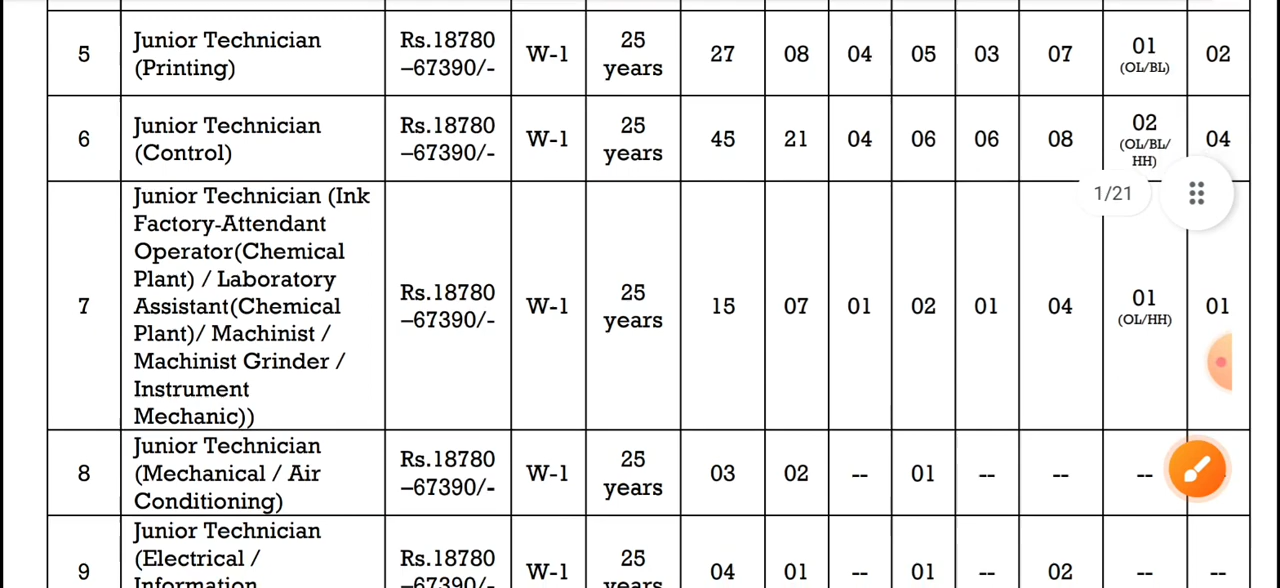 5 Junior Technician (Printing) Rs.18780 –67390/- W-1 25 years 27 08 04 05 03 07 01 (OL/BL) 02
6 Junior Technician (Control) Rs.18780 –67390/- W-1 25 years 45 21 04 06 06 08 02 (OL/BL/ HH) 04
1/21
7 Junior Technician (Ink Factory-Attendant Operator(Chemical Plant) / Laboratory Assistant(Chemical Plant)/ Machinist / Machinist Grinder / Instrument Mechanic)) Rs.18780 –67390/- W-1 25 years 15 07 01 02 01 04 01 (OL/HH) 01
8 Junior Technician (Mechanical / Air Conditioning) Rs.18780 –67390/- W-1 25 years 03 02 -- 01 -- -- --
9 Junior Technician (Electrical / Information Rs.18780 –67390/- W-1 25 years 04 01 -- 01 -- 02 -- --